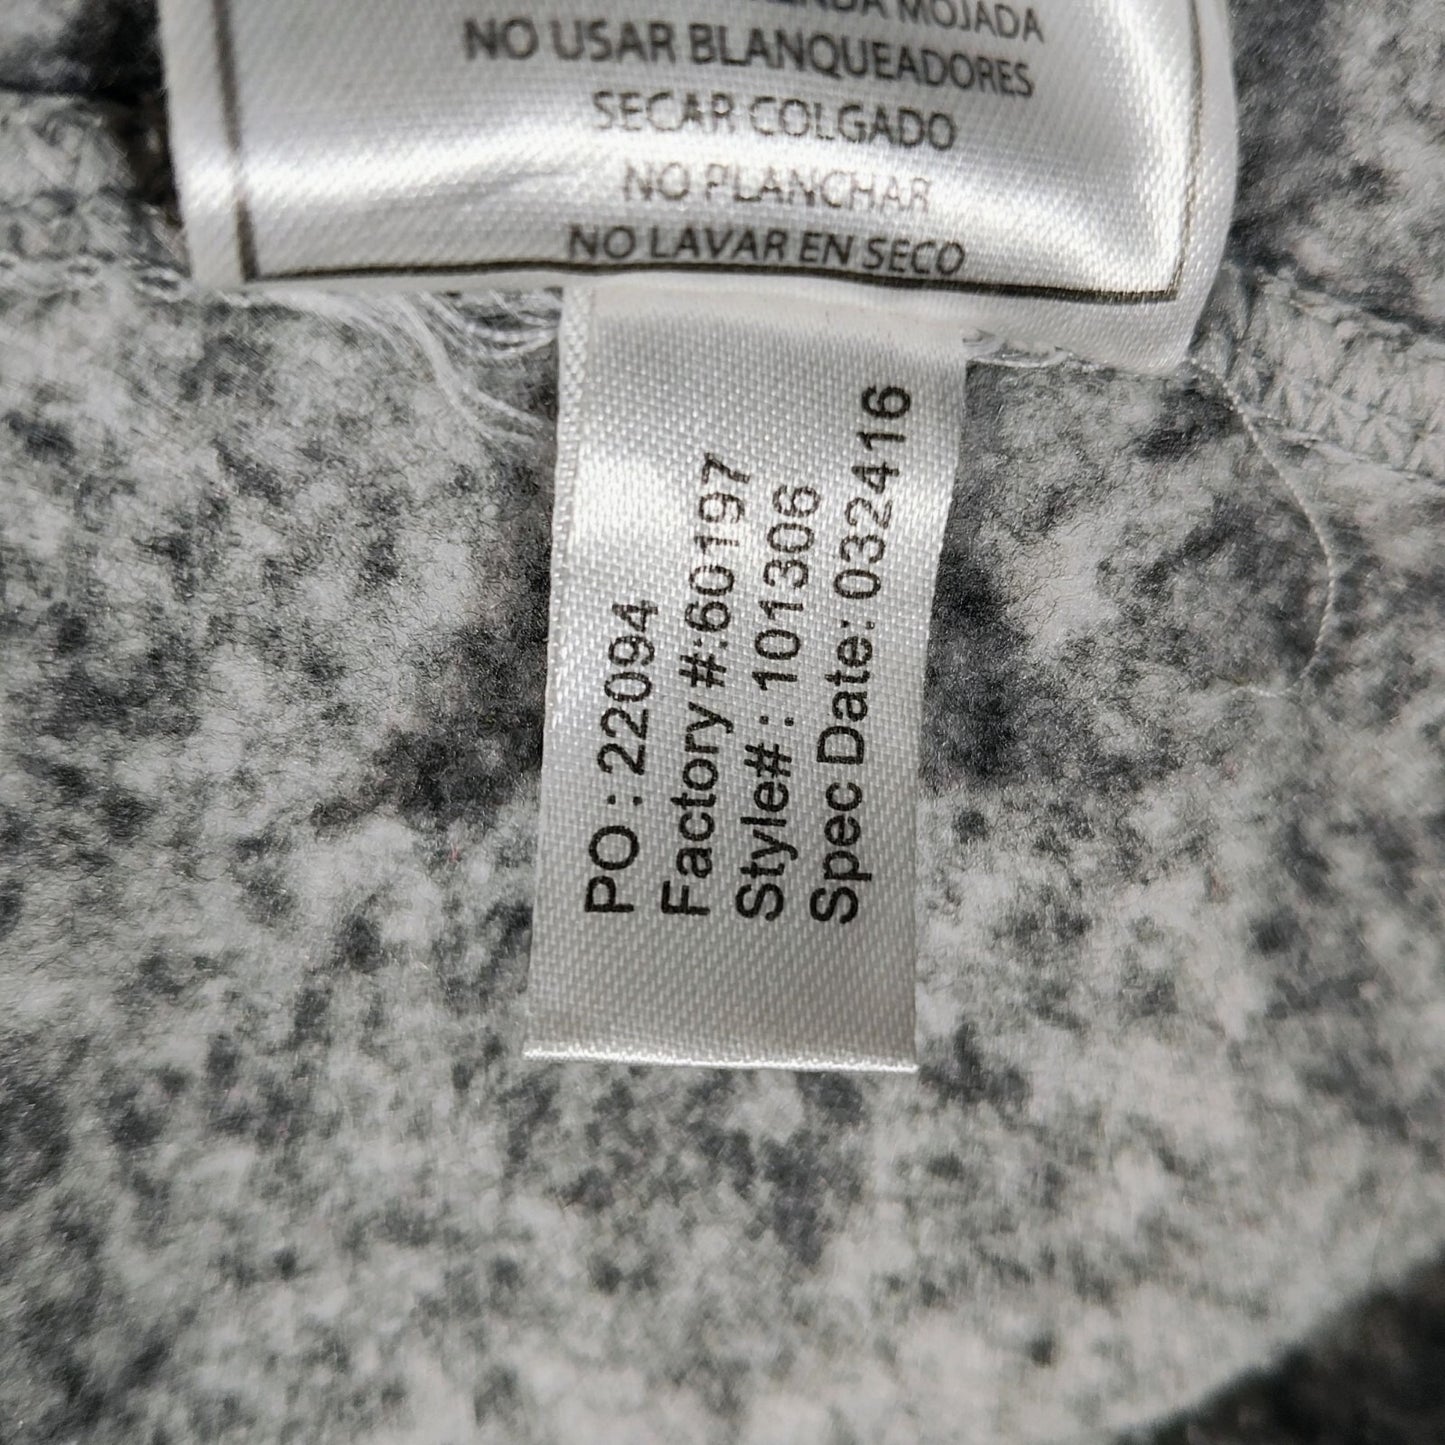 MOJADA
NO USAR BLANQUEADORES
SECAR COLGADO
NO PLANCHAR
NO LAVAR EN SECO
PO : 22094
Factory #:60197
Style# : 101306
Spec Date: 032416